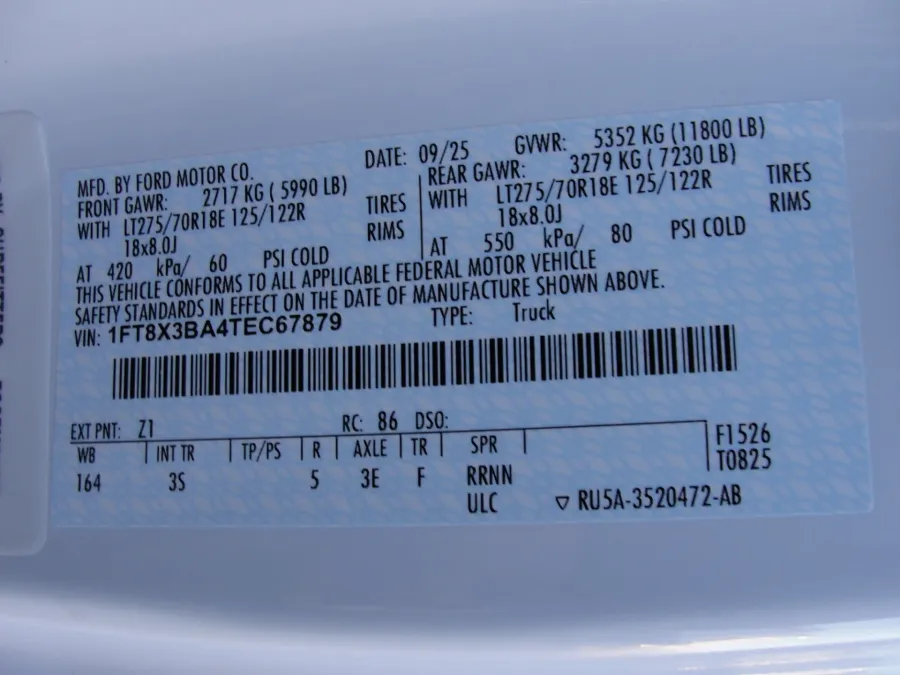 MFD. BY FORD MOTOR CO. DATE: 09/25 GVWR: 5352 KG (11800 LB)
FRONT GAWR: 2717 KG ( 5990 LB) REAR GAWR: 3279 KG ( 7230 LB)
WITH LT275/70R18E 125/122R TIRES WITH LT275/70R18E 125/122R TIRES
18x8.0J RIMS 18x8.0J RIMS
AT 420 kPa/ 60 PSI COLD AT 550 kPa/ 80 PSI COLD
THIS VEHICLE CONFORMS TO ALL APPLICABLE FEDERAL MOTOR VEHICLE
SAFETY STANDARDS IN EFFECT ON THE DATE OF MANUFACTURE SHOWN ABOVE.
VIN: 1FT8X3BA4TEC67879 TYPE: Truck
EXT PNT: Z1 RC: 86 DSO:
WB INT TR TP/PS R AXLE TR SPR F1526
164 3S 5 3E F RRNN T0825
ULC ▽ RU5A-3520472-AB